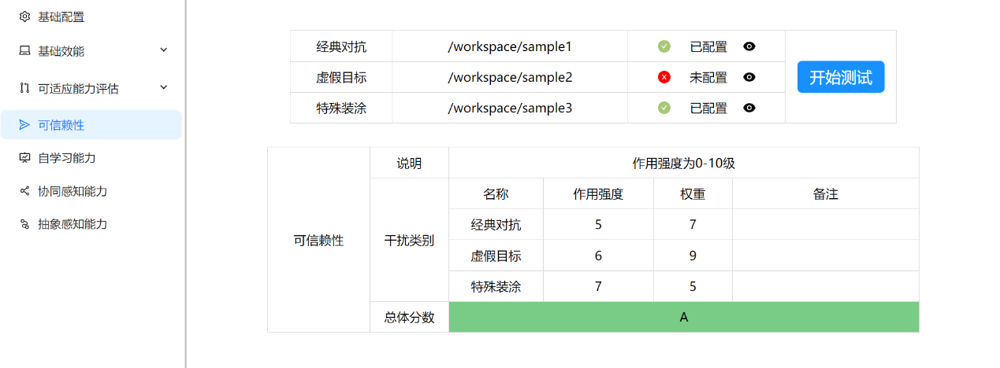 基础配置
基础效能
可适应能力评估
可信赖性
自学习能力
协同感知能力
抽象感知能力
经典对抗 /workspace/sample1 已配置
虚假目标 /workspace/sample2 未配置
特殊装涂 /workspace/sample3 已配置
开始测试
可信赖性
说明 作用强度为0-10级
干扰类别
名称 作用强度 权重 备注
经典对抗 5 7
虚假目标 6 9
特殊装涂 7 5
总体分数 A